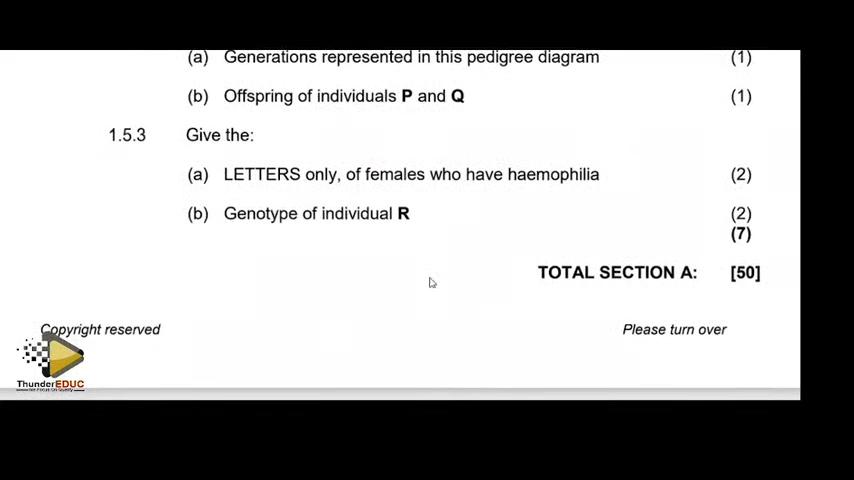 (a) Generations represented in this pedigree diagram (1)
(b) Offspring of individuals P and Q (1)
1.5.3 Give the:
(a) LETTERS only, of females who have haemophilia (2)
(b) Genotype of individual R (2)
(7)
TOTAL SECTION A: [50]
Copyright reserved Please turn over
ThunderEDUC